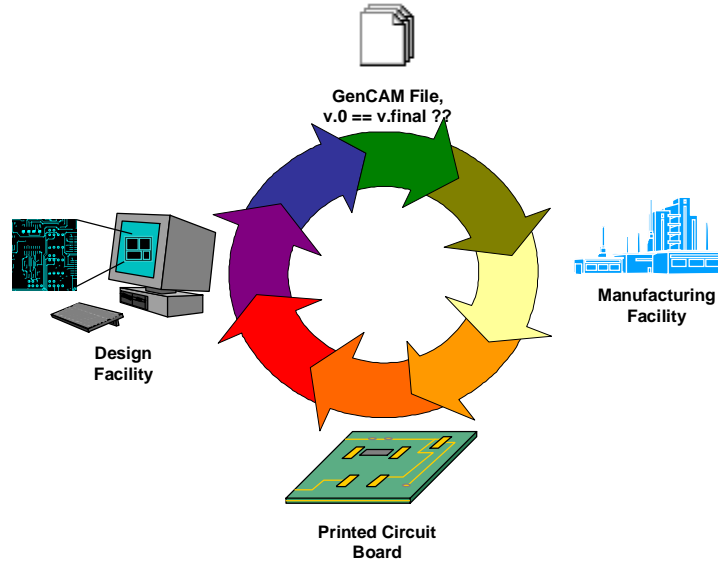 GenCAM File,
v.0 == v.final ??
Manufacturing
Facility
Design
Facility
Printed Circuit
Board